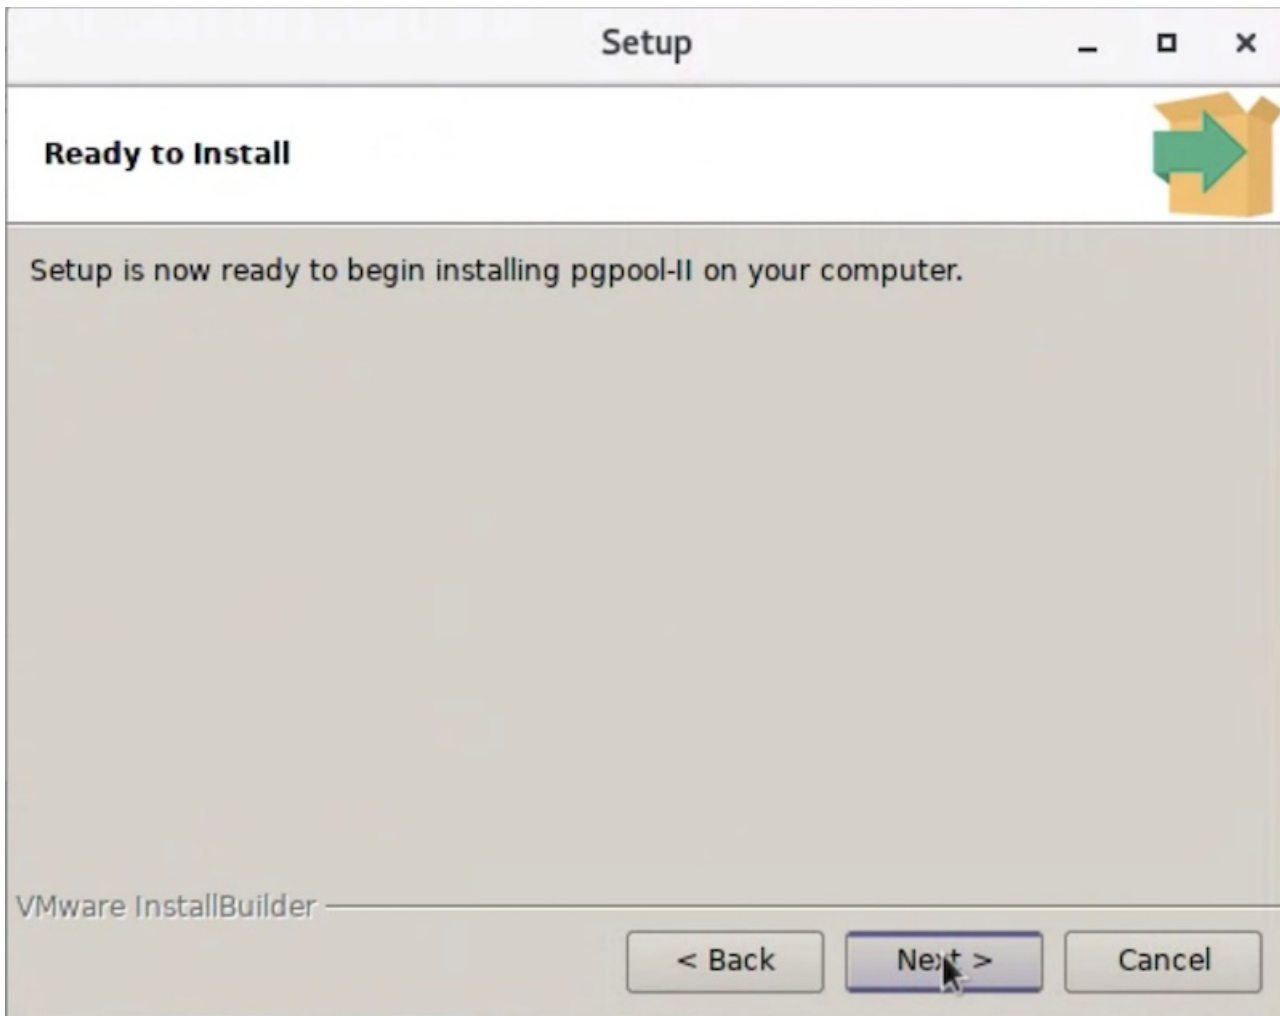 Setup
Ready to Install
Setup is now ready to begin installing pgpool-II on your computer.
VMware InstallBuilder
< Back
Next >
Cancel